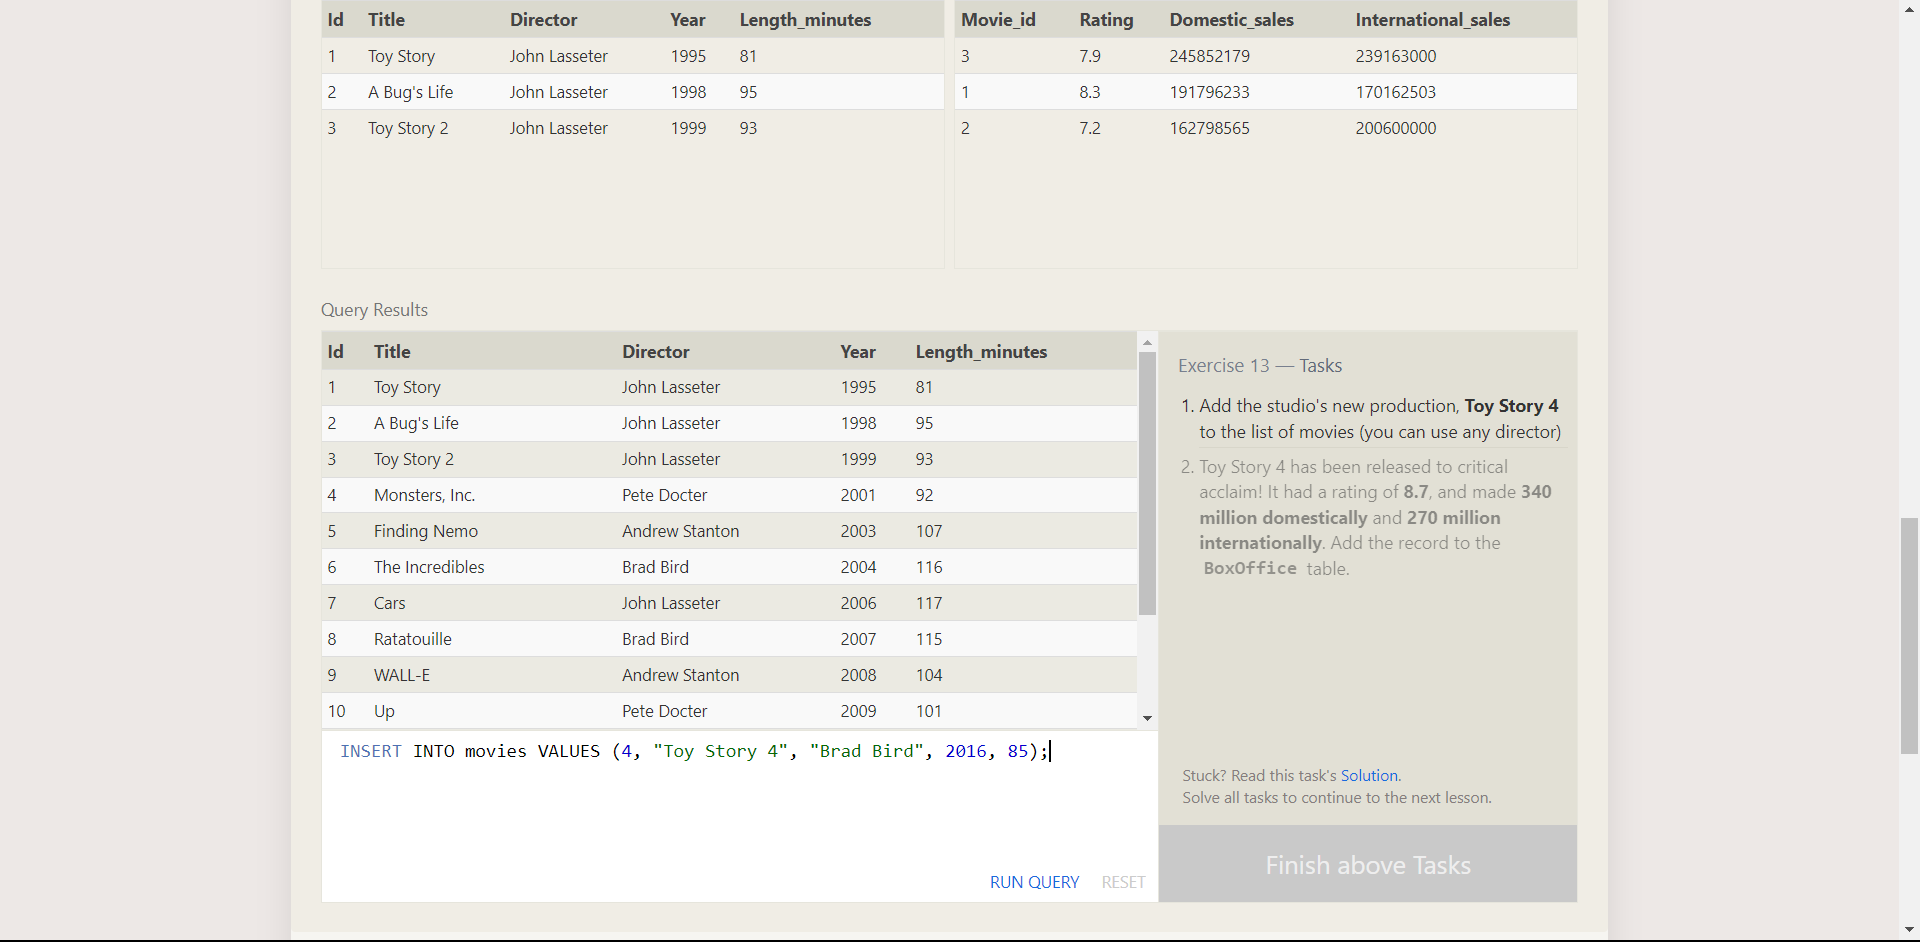 Id Title Director Year Length_minutes
1 Toy Story John Lasseter 1995 81
2 A Bug's Life John Lasseter 1998 95
3 Toy Story 2 John Lasseter 1999 93
Movie_id Rating Domestic_sales International_sales
3 7.9 245852179 239163000
1 8.3 191796233 170162503
2 7.2 162798565 200600000
Query Results
Id Title Director Year Length_minutes
1 Toy Story John Lasseter 1995 81
2 A Bug's Life John Lasseter 1998 95
3 Toy Story 2 John Lasseter 1999 93
4 Monsters, Inc. Pete Docter 2001 92
5 Finding Nemo Andrew Stanton 2003 107
6 The Incredibles Brad Bird 2004 116
7 Cars John Lasseter 2006 117
8 Ratatouille Brad Bird 2007 115
9 WALL-E Andrew Stanton 2008 104
10 Up Pete Docter 2009 101
INSERT INTO movies VALUES (4, "Toy Story 4", "Brad Bird", 2016, 85);
RUN QUERY RESET
Exercise 13 — Tasks
1. Add the studio's new production, Toy Story 4
to the list of movies (you can use any director)
2. Toy Story 4 has been released to critical
acclaim! It had a rating of 8.7, and made 340
million domestically and 270 million
internationally. Add the record to the
BoxOffice table.
Stuck? Read this task's Solution.
Solve all tasks to continue to the next lesson.
Finish above Tasks